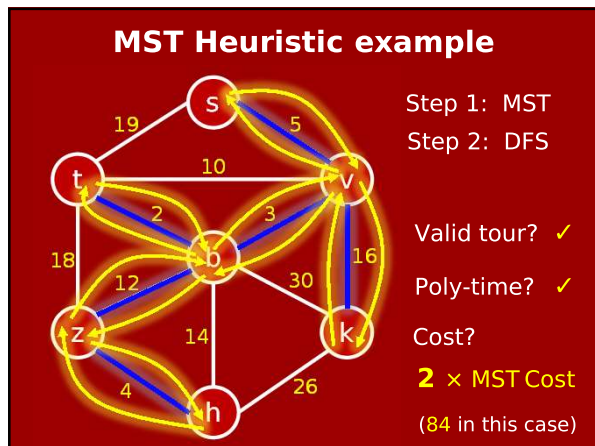 MST Heuristic example
s
Step 1: MST
19
5
Step 2: DFS
10
t
v
2
3
Valid tour? ✓
b
18
12
30
16
Poly-time? ✓
z
14
k
Cost?
4
26
2 × MST Cost
h
(84 in this case)